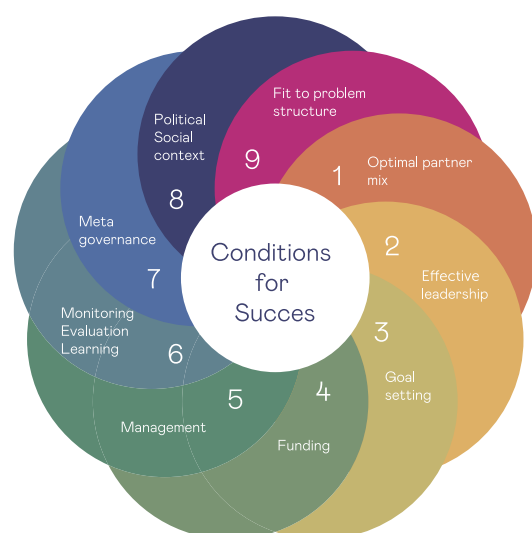 Conditions
for
Succes
1
Optimal partner
mix
2
Effective
leadership
3
Goal
setting
4
Funding
5
Management
6
Monitoring
Evaluation
Learning
7
Meta
governance
8
Political
Social
context
9
Fit to problem
structure